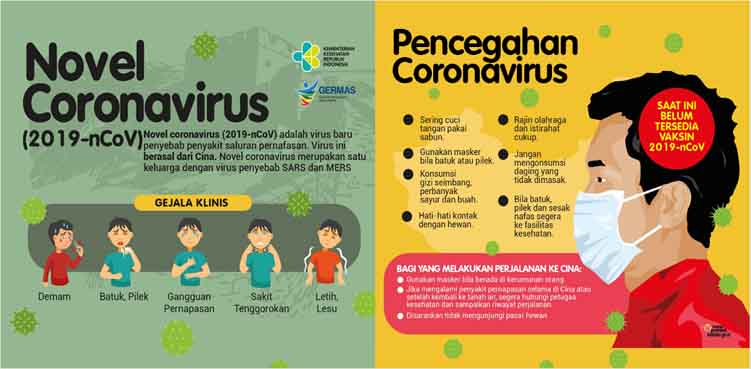 Novel
Coronavirus
(2019-nCoV)
KEMENTERIAN
KESEHATAN
REPUBLIK
INDONESIA
GERMAS
Novel coronavirus (2019-nCoV) adalah virus baru
penyebab penyakit saluran pernafasan. Virus ini
berasal dari Cina. Novel coronavirus merupakan satu
keluarga dengan virus penyebab SARS dan MERS
GEJALA KLINIS
Demam
Batuk, Pilek
Gangguan
Pernapasan
Sakit
Tenggorokan
Letih,
Lesu
Pencegahan
Coronavirus
Sering cuci
tangan pakai
sabun.
Gunakan masker
bila batuk atau pilek.
Konsumsi
gizi seimbang,
perbanyak
sayur dan buah.
Hati-hati kontak
dengan hewan.
Rajin olahraga
dan istirahat
cukup.
Jangan
mengonsumsi
daging yang
tidak dimasak.
Bila batuk,
pilek dan sesak
nafas segera
ke fasilitas
kesehatan.
SAAT INI
BELUM
TERSEDIA
VAKSIN
2019-nCoV
BAGI YANG MELAKUKAN PERJALANAN KE CINA:
Gunakan masker bila berada di kerumunan orang
Jika mengalami penyakit pernapasan selama di Cina atau
setelah kembali ke tanah air, segera hubungi petugas
kesehatan dan sampaikan riwayat perjalanan
Disarankan tidak mengunjungi pasar hewan